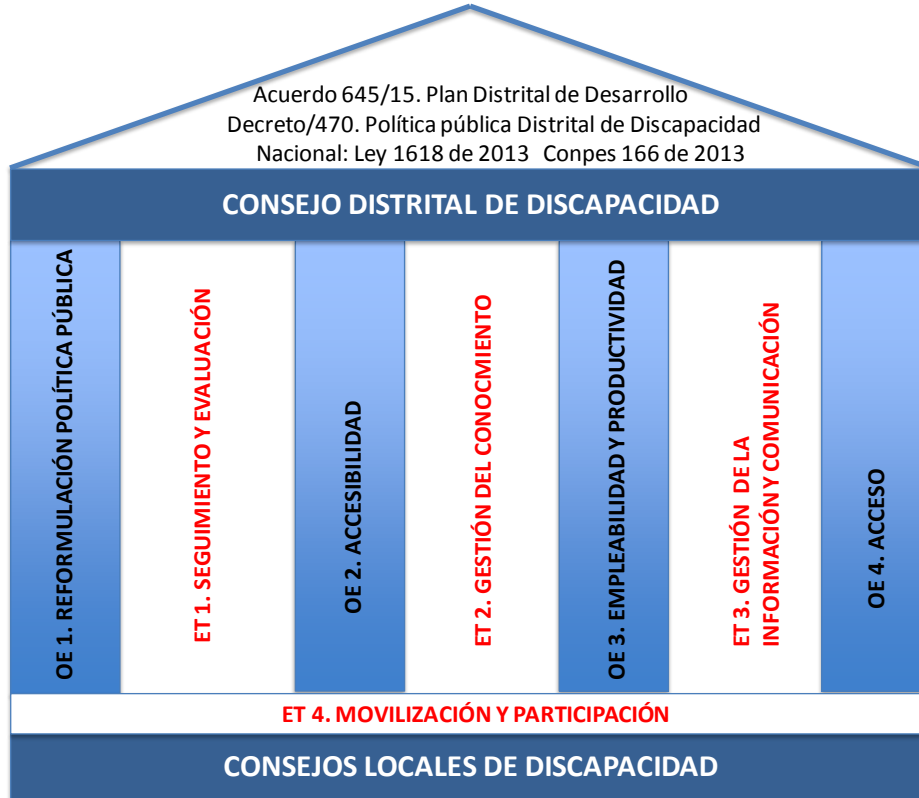 Acuerdo 645/15. Plan Distrital de Desarrollo
Decreto/470. Política pública Distrital de Discapacidad
Nacional: Ley 1618 de 2013 Conpes 166 de 2013
CONSEJO DISTRITAL DE DISCAPACIDAD
OE 1. REFORMULACIÓN POLÍTICA PÚBLICA
ET 1. SEGUIMIENTO Y EVALUACIÓN
OE 2. ACCESIBILIDAD
ET 2. GESTIÓN DEL CONOCMIENTO
OE 3. EMPLEABILIDAD Y PRODUCTIVIDAD
ET 3. GESTIÓN DE LA
INFORMACIÓN Y COMUNICACIÓN
OE 4. ACCESO
ET 4. MOVILIZACIÓN Y PARTICIPACIÓN
CONSEJOS LOCALES DE DISCAPACIDAD